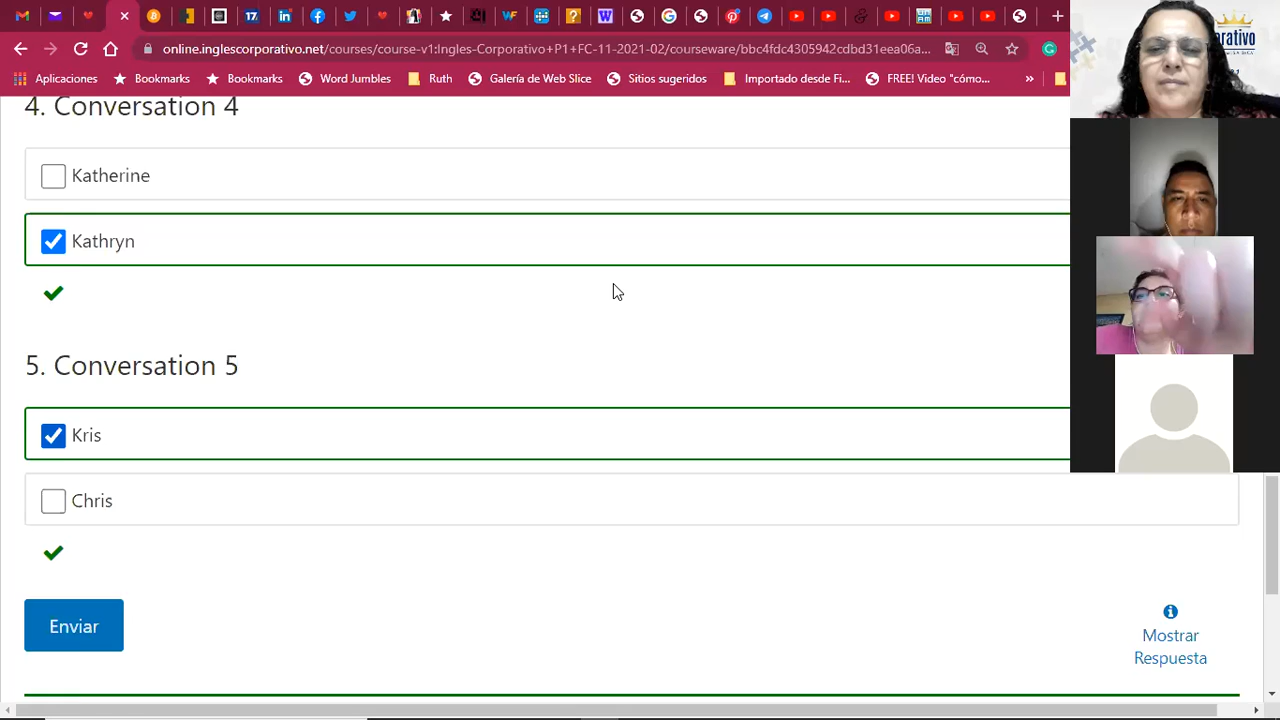 online.inglescorporativo.net/courses/course-v1:Ingles-Corporativo+P1+FC-11-2021-02/courseware/bbc4fdc4305942cdbd31eea06a...
Aplicaciones
Bookmarks
Bookmarks
Word Jumbles
Ruth
Galería de Web Slice
Sitios sugeridos
Importado desde Fi...
FREE! Video "cómo...
»
4. Conversation 4
Katherine
Kathryn
5. Conversation 5
Kris
Chris
Enviar
Mostrar
Respuesta